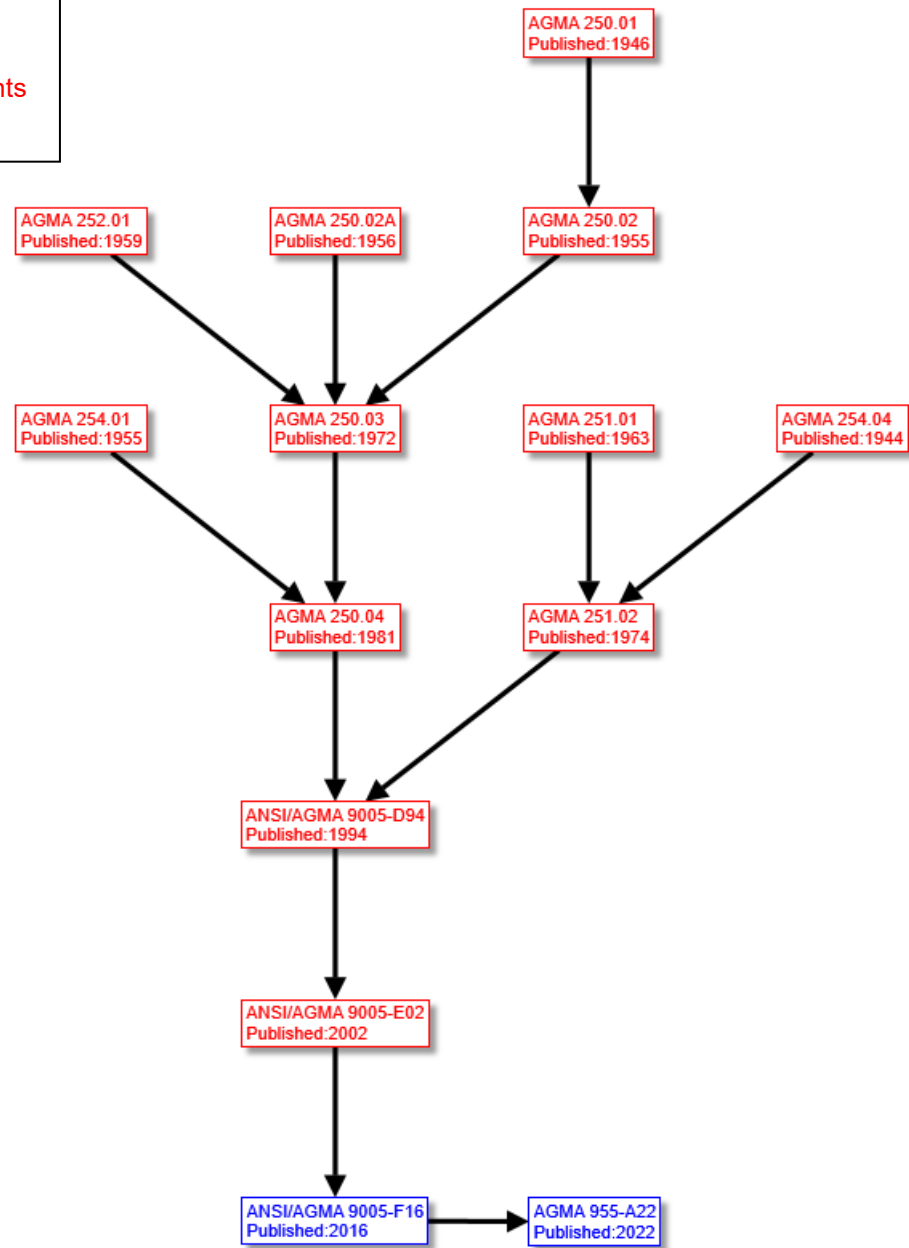 AGMA 250.01
Published:1946
nts
AGMA 252.01
Published:1959
AGMA 250.02A
Published:1956
AGMA 250.02
Published:1955
AGMA 254.01
Published:1955
AGMA 250.03
Published:1972
AGMA 251.01
Published:1963
AGMA 254.04
Published:1944
AGMA 250.04
Published:1981
AGMA 251.02
Published:1974
ANSI/AGMA 9005-D94
Published:1994
ANSI/AGMA 9005-E02
Published:2002
ANSI/AGMA 9005-F16
Published:2016
AGMA 955-A22
Published:2022